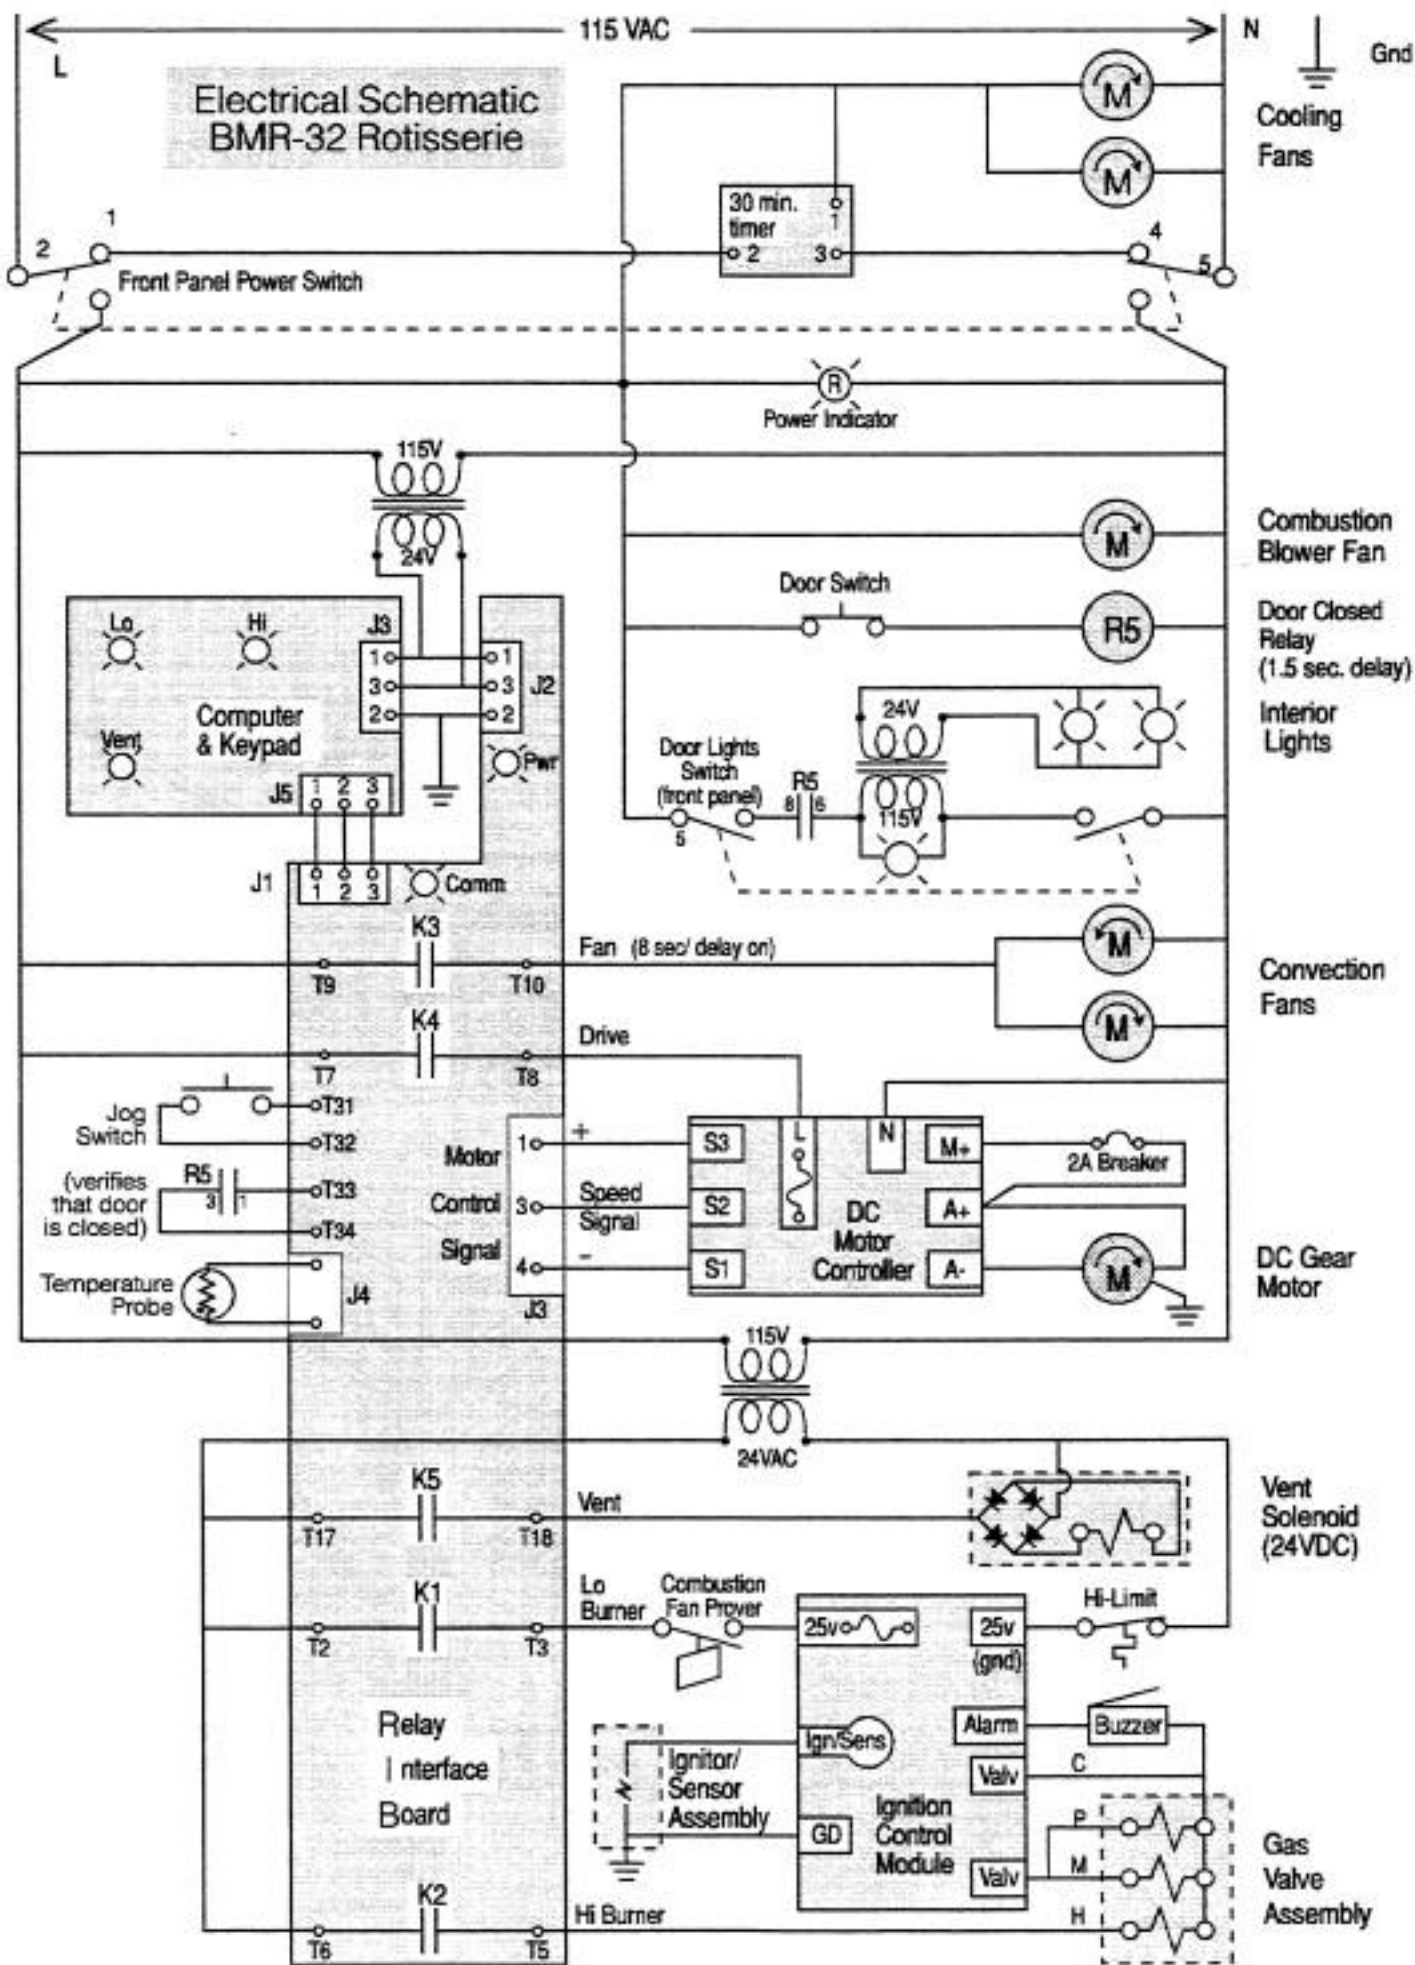 115 VAC
L
N
Gnd
Electrical Schematic
BMR-32 Rotisserie
M
Cooling
Fans
M
30 min.
timer
1
2
3
1
2
4
5
Front Panel Power Switch
R
Power Indicator
115V
24V
M
Combustion
Blower Fan
Door Switch
R5
Door Closed
Relay
(1.5 sec. delay)
Lo
Hi
Vent
Computer
& Keypad
J3
1
3
2
1
3
2
J2
Pwr
J5
1 2 3
J1
1 2 3
Comm
24V
115V
Interior
Lights
Door Lights
Switch
(front panel)
5
R5
8 6
K3
T9
T10
Fan (8 sec/ delay on)
M
M
Convection
Fans
K4
T7
T8
Drive
Jog
Switch
T31
T32
(verifies
that door
is closed)
R5
3 1
T33
T34
Temperature
Probe
J4
Motor
Control
Signal
1
3
4
J3
+
Speed
Signal
-
S3
S2
S1
L
N
DC
Motor
Controller
M+
A+
A-
2A Breaker
M
DC Gear
Motor
115V
24VAC
K5
T17
T18
Vent
Vent
Solenoid
(24VDC)
K1
T2
T3
Lo
Burner
Combustion
Fan Prover
25v
25v
(gnd)
Hi-Limit
Alarm
Buzzer
Ign/Sens
Ignitor/
Sensor
Assembly
GD
Ignition
Control
Module
Valv
C
Valv
P
M
H
Gas
Valve
Assembly
Relay
Interface
Board
K2
T6
T5
Hi Burner